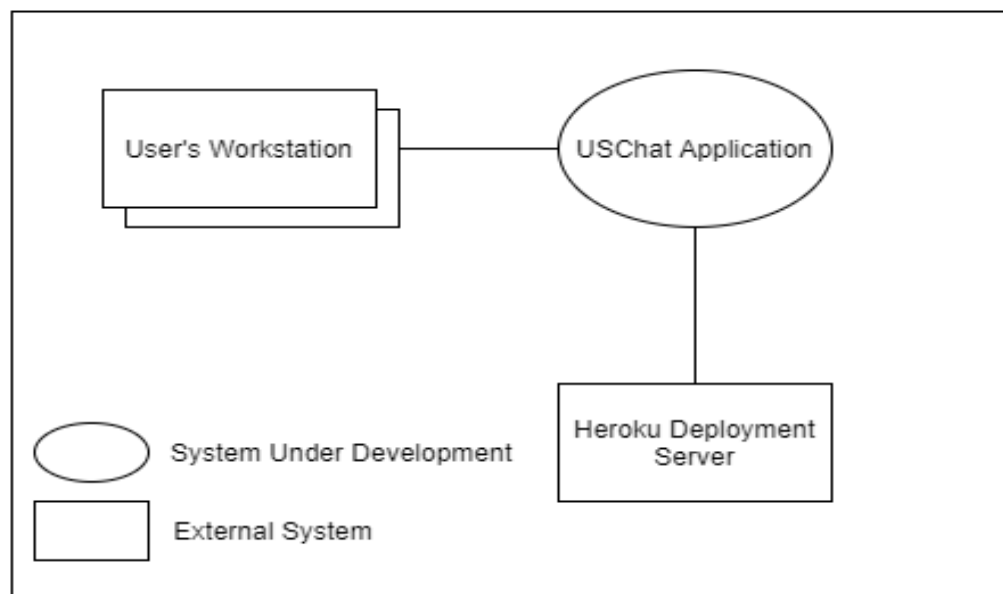 User's Workstation
USChat Application
Heroku Deployment
Server
System Under Development
External System